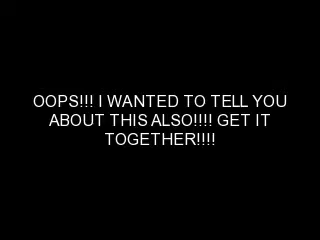 OOPS!!! I WANTED TO TELL YOU
ABOUT THIS ALSO!!!! GET IT
TOGETHER!!!!